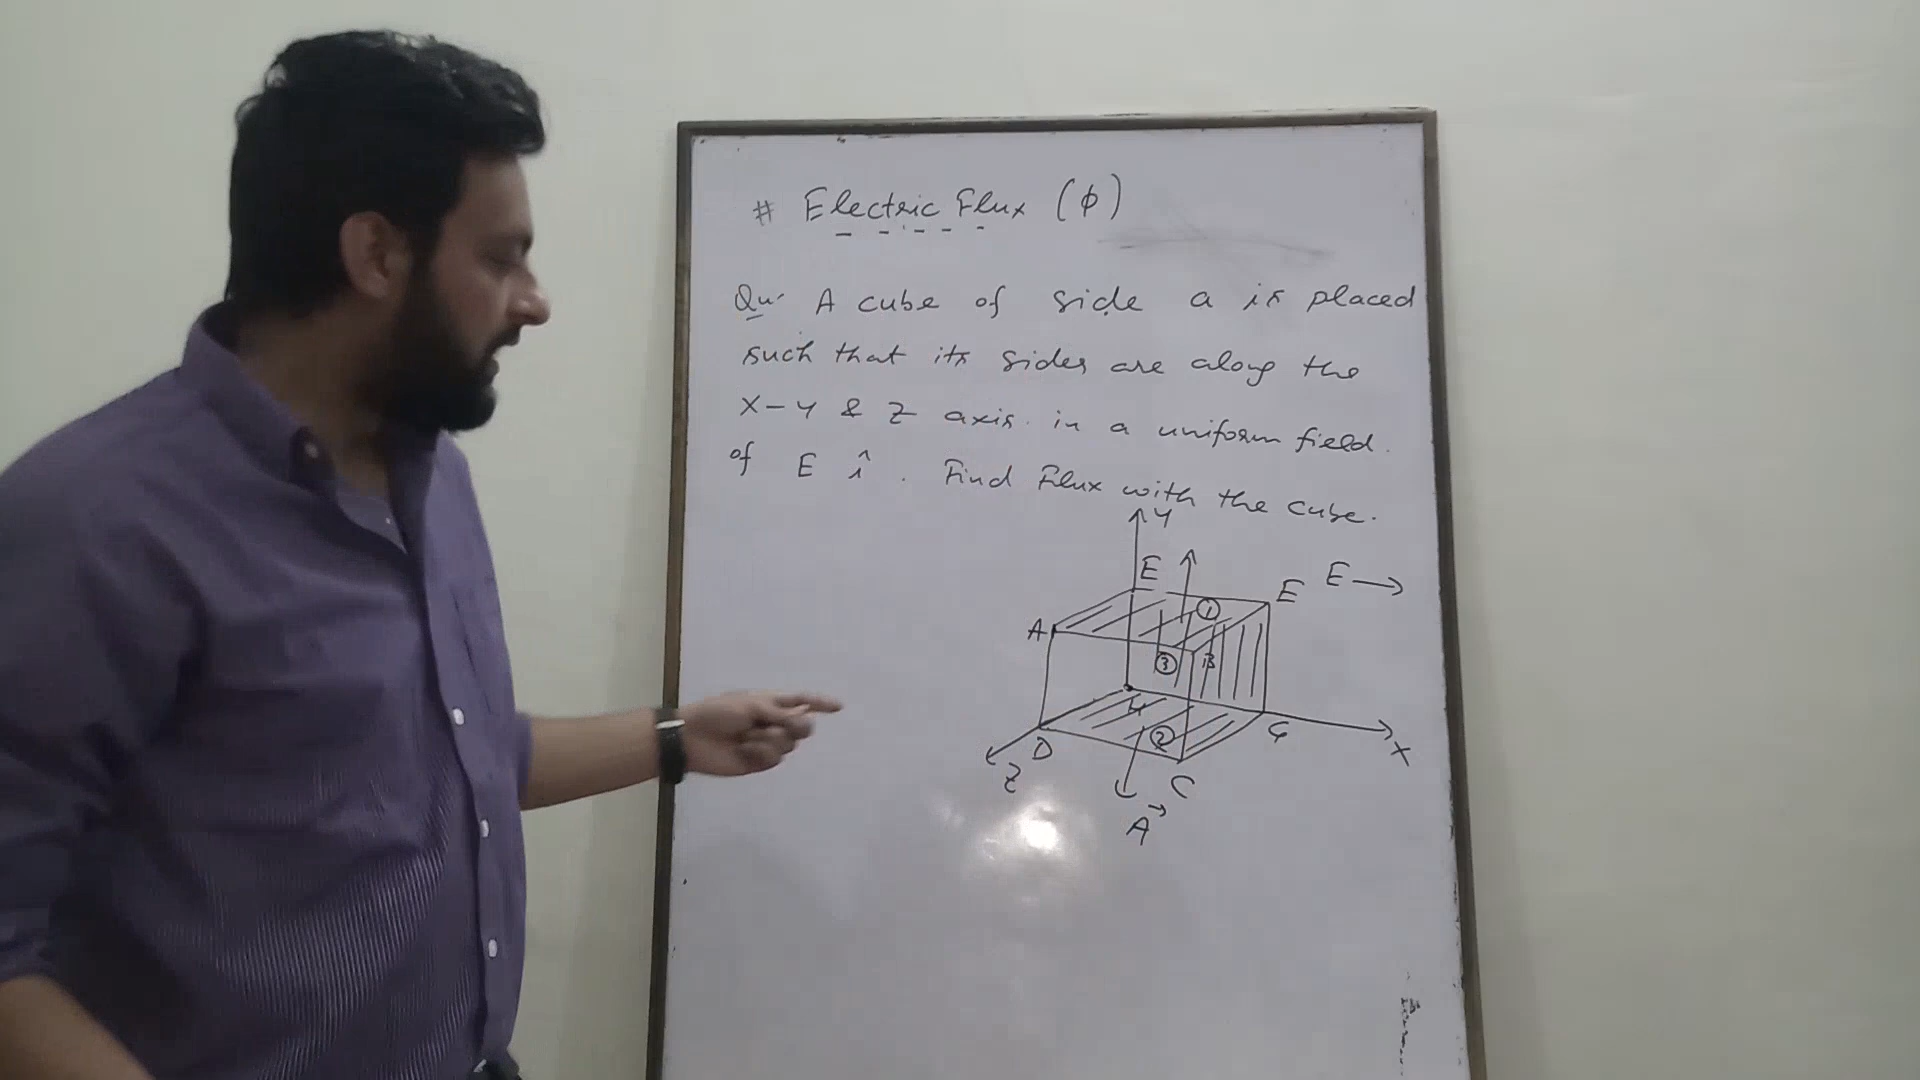 # Electric Flux (ϕ)
Qu. A cube of side a is placed
such that its sides are along the
X-Y & Z axis. in a uniform field.
of E î. Find Flux with the cube.
Y
E
E
E →
①
A
③
B
H
②
G
D
X
Z
C
A⃗